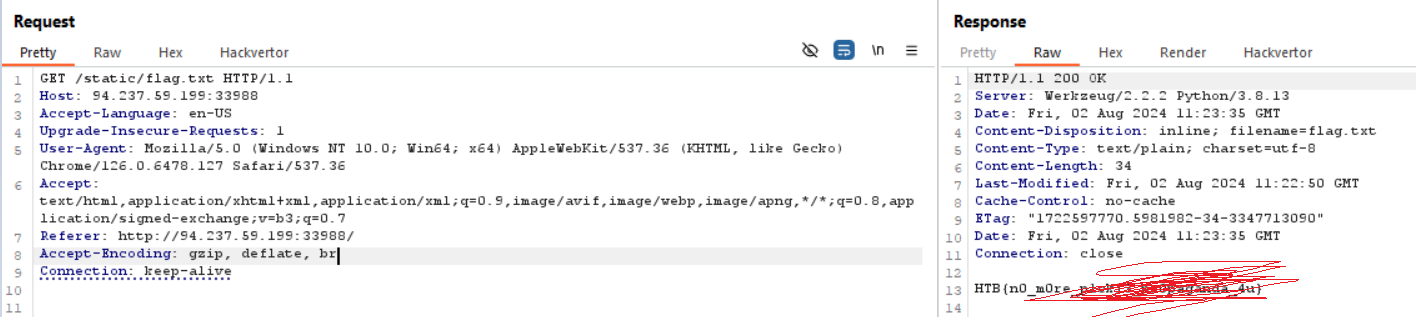 Request
Pretty Raw Hex Hackvertor \n
1 GET /static/flag.txt HTTP/1.1
2 Host: 94.237.59.199:33988
3 Accept-Language: en-US
4 Upgrade-Insecure-Requests: 1
5 User-Agent: Mozilla/5.0 (Windows NT 10.0; Win64; x64) AppleWebKit/537.36 (KHTML, like Gecko)
Chrome/126.0.6478.127 Safari/537.36
6 Accept:
text/html,application/xhtml+xml,application/xml;q=0.9,image/avif,image/webp,image/apng,*/*;q=0.8,app
lication/signed-exchange;v=b3;q=0.7
7 Referer: http://94.237.59.199:33988/
8 Accept-Encoding: gzip, deflate, br
9 Connection: keep-alive
10
11
Response
Pretty Raw Hex Render Hackvertor
1 HTTP/1.1 200 OK
2 Server: Werkzeug/2.2.2 Python/3.8.13
3 Date: Fri, 02 Aug 2024 11:23:35 GMT
4 Content-Disposition: inline; filename=flag.txt
5 Content-Type: text/plain; charset=utf-8
6 Content-Length: 34
7 Last-Modified: Fri, 02 Aug 2024 11:22:50 GMT
8 Cache-Control: no-cache
9 ETag: "1722597770.5981982-34-3347713090"
10 Date: Fri, 02 Aug 2024 11:23:35 GMT
11 Connection: close
12
13 HTB{n0_m0re
14